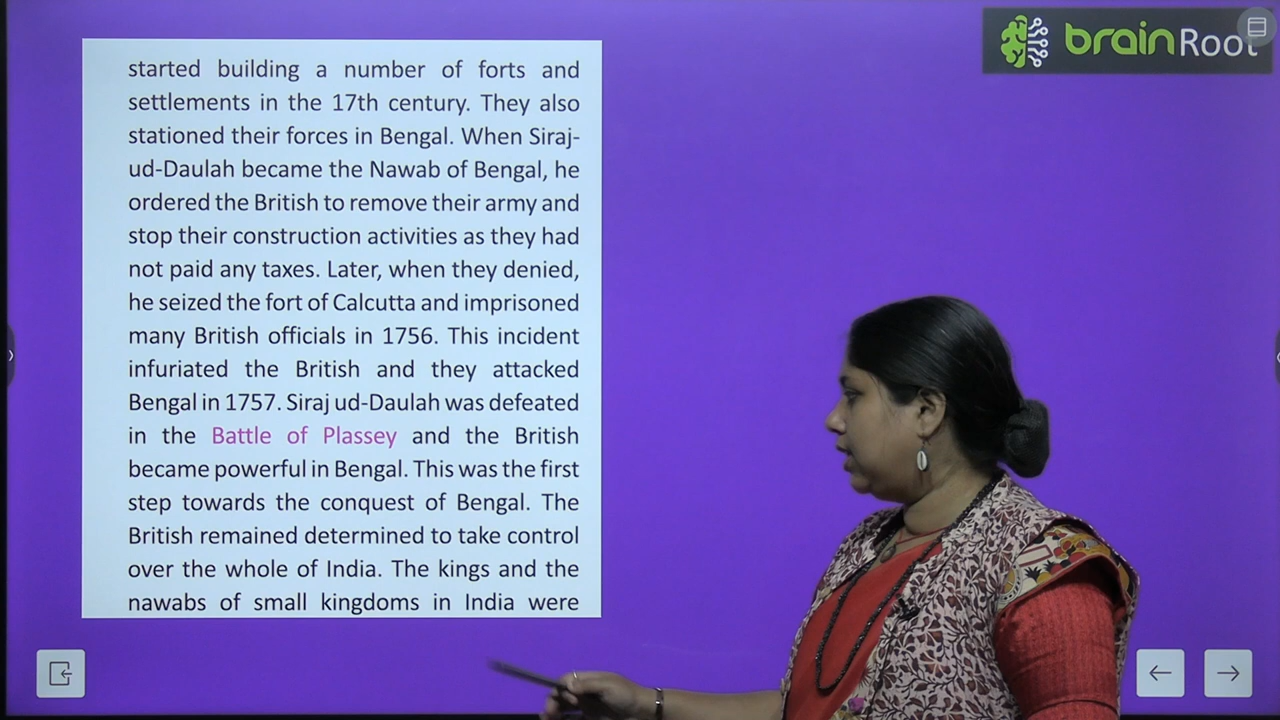 brainRoot
started building a number of forts and
settlements in the 17th century. They also
stationed their forces in Bengal. When Siraj-
ud-Daulah became the Nawab of Bengal, he
ordered the British to remove their army and
stop their construction activities as they had
not paid any taxes. Later, when they denied,
he seized the fort of Calcutta and imprisoned
many British officials in 1756. This incident
infuriated the British and they attacked
Bengal in 1757. Siraj ud-Daulah was defeated
in the Battle of Plassey and the British
became powerful in Bengal. This was the first
step towards the conquest of Bengal. The
British remained determined to take control
over the whole of India. The kings and the
nawabs of small kingdoms in India were